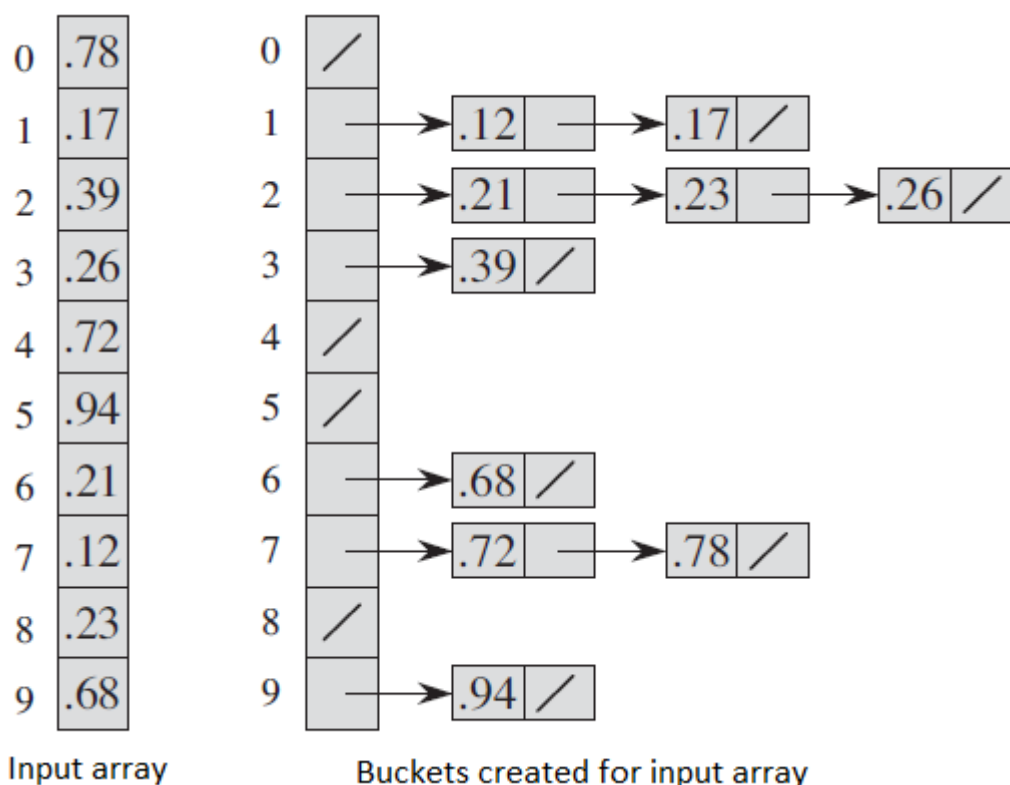 0 .78 0
1 .17 1 .12 .17
2 .39 2 .21 .23 .26
3 .26 3 .39
4 .72 4
5 .94 5
6 .21 6 .68
7 .12 7 .72 .78
8 .23 8
9 .68 9 .94
Input array Buckets created for input array